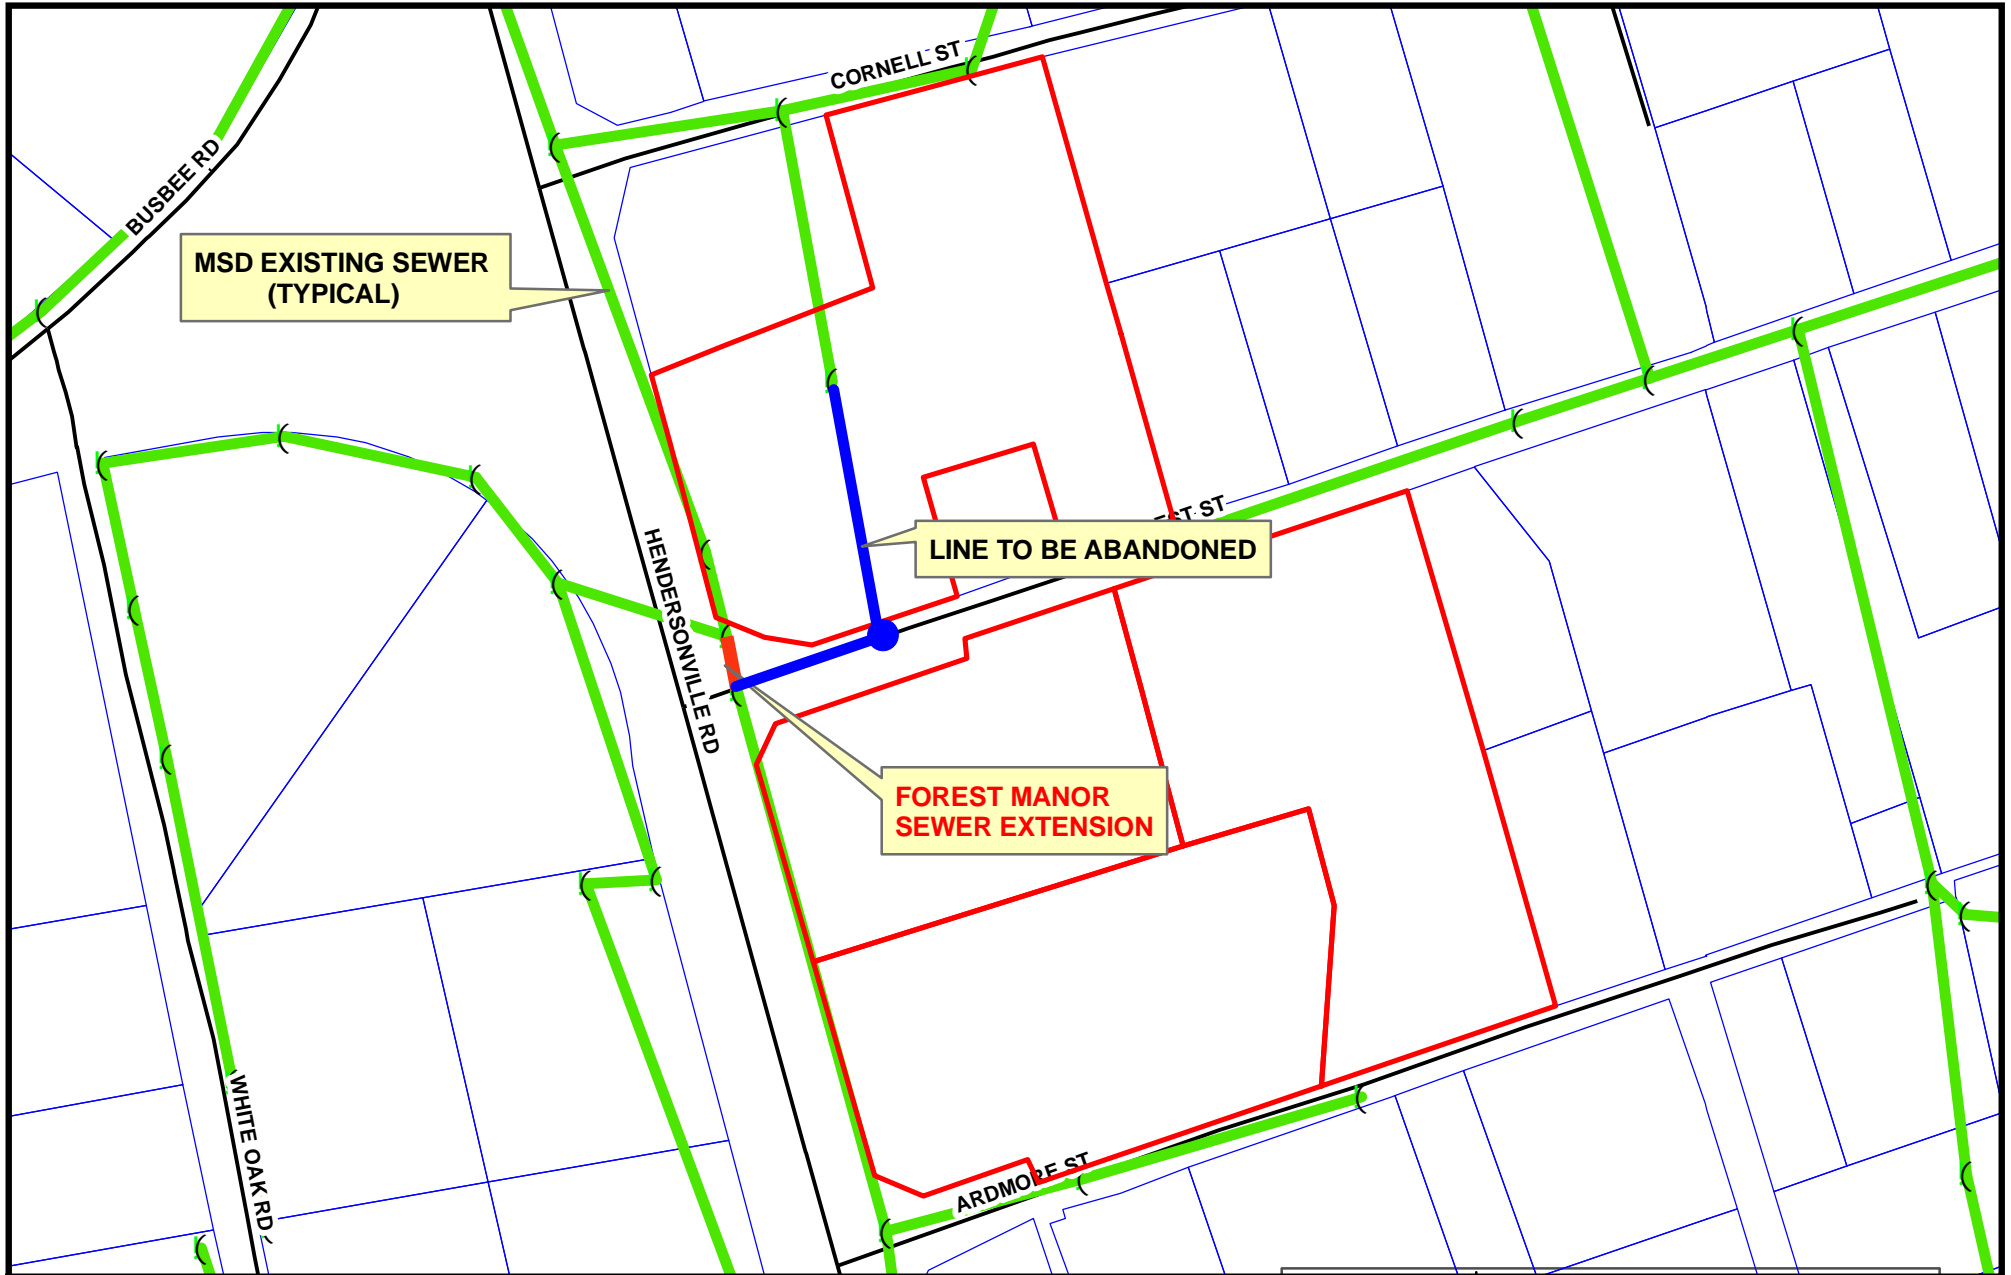 CORNELL ST
BUSBEE RD
MSD EXISTING SEWER
(TYPICAL)
ST
LINE TO BE ABANDONED
HENDERSONVILLE RD
FOREST MANOR
SEWER EXTENSION
WHITE OAK RD
ARDMORE ST